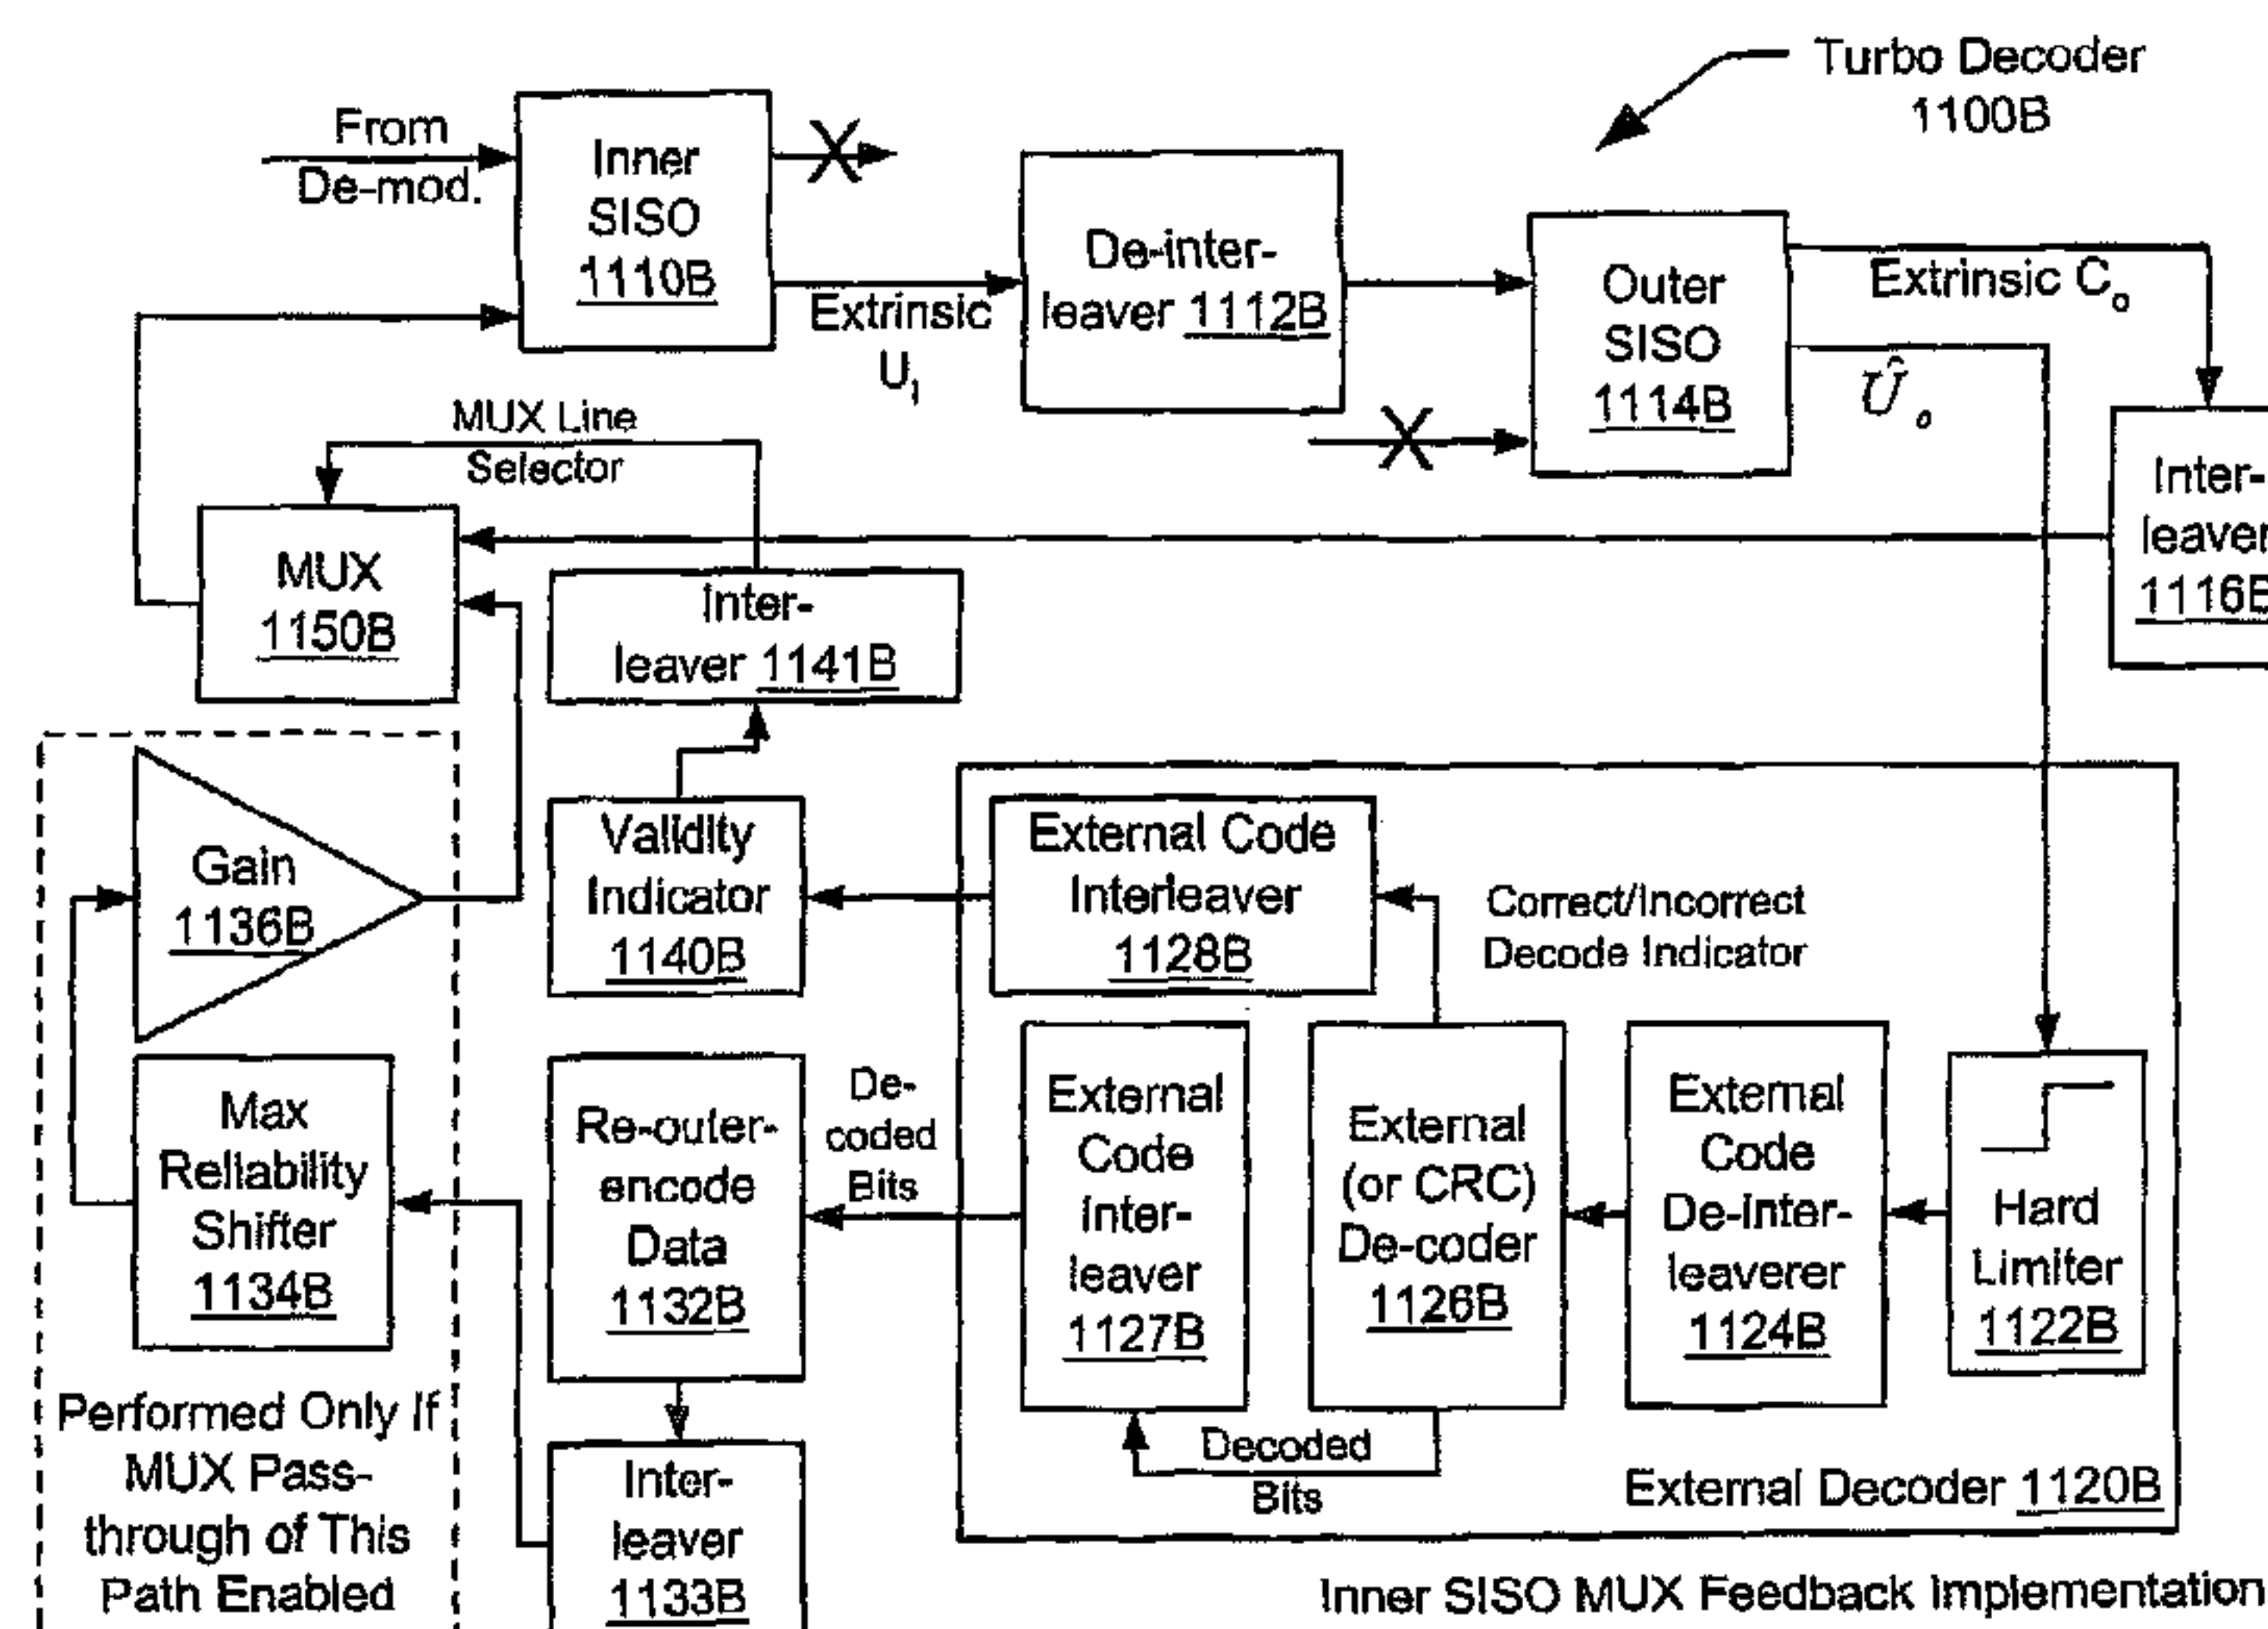 Turbo Decoder
1100B
From
De-mod.
Inner
SISO
1110B
Extrinsic
U
De-inter-
leaver 1112B
Outer
SISO
1114B
Extrinsic Cₒ
Û ₒ
Inter-
leaver
1116B
MUX Line
Selector
MUX
1150B
Inter-
leaver 1141B
Gain
1136B
Validity
Indicator
1140B
External Code
Interleaver
1128B
Correct/Incorrect
Decode Indicator
Max
Reliability
Shifter
1134B
Re-outer-
encode
Data
1132B
De-
coded
Bits
External
Code
Inter-
leaver
1127B
External
(or CRC)
De-coder
1126B
External
Code
De-inter-
leaverer
1124B
Hard
Limiter
1122B
Decoded
Bits
External Decoder 1120B
Performed Only If
MUX Pass-
through of This
Path Enabled
Inter-
leaver
1133B
Inner SISO MUX Feedback Implementation